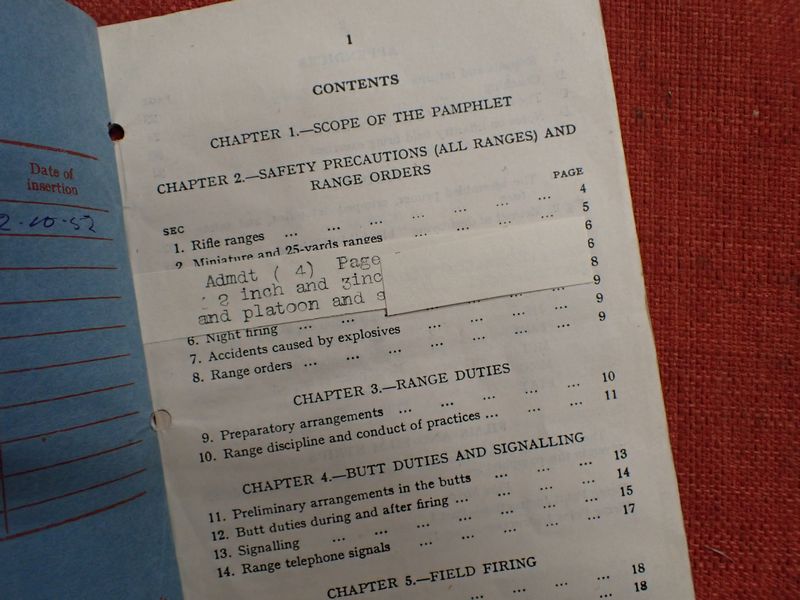 Date of
insertion
2-10-52
1
CONTENTS
CHAPTER 1.—SCOPE OF THE PAMPHLET
CHAPTER 2.—SAFETY PRECAUTIONS (ALL RANGES) AND
RANGE ORDERS
SEC PAGE
1. Rifle ranges ... ... ... ... ... ... 4
2. Miniature and 25-yards ranges ... ... ... 5
6
Admdt ( 4) Page 6
2 inch and 3inc 8
and platoon and s 9
6. Night firing ... ... ... ... 9
7. Accidents caused by explosives ... ... ... 9
8. Range orders ... ... ... ... ...
CHAPTER 3.—RANGE DUTIES
9. Preparatory arrangements ... ... ... ... 10
10. Range discipline and conduct of practices ... ... ... 11
CHAPTER 4.—BUTT DUTIES AND SIGNALLING
11. Preliminary arrangements in the butts ... ... ... 13
12. Butt duties during and after firing ... ... ... ... 14
13. Signalling ... ... ... ... ... ... 15
14. Range telephone signals ... ... ... ... ... 17
CHAPTER 5.—FIELD FIRING
... ... 18
... 18